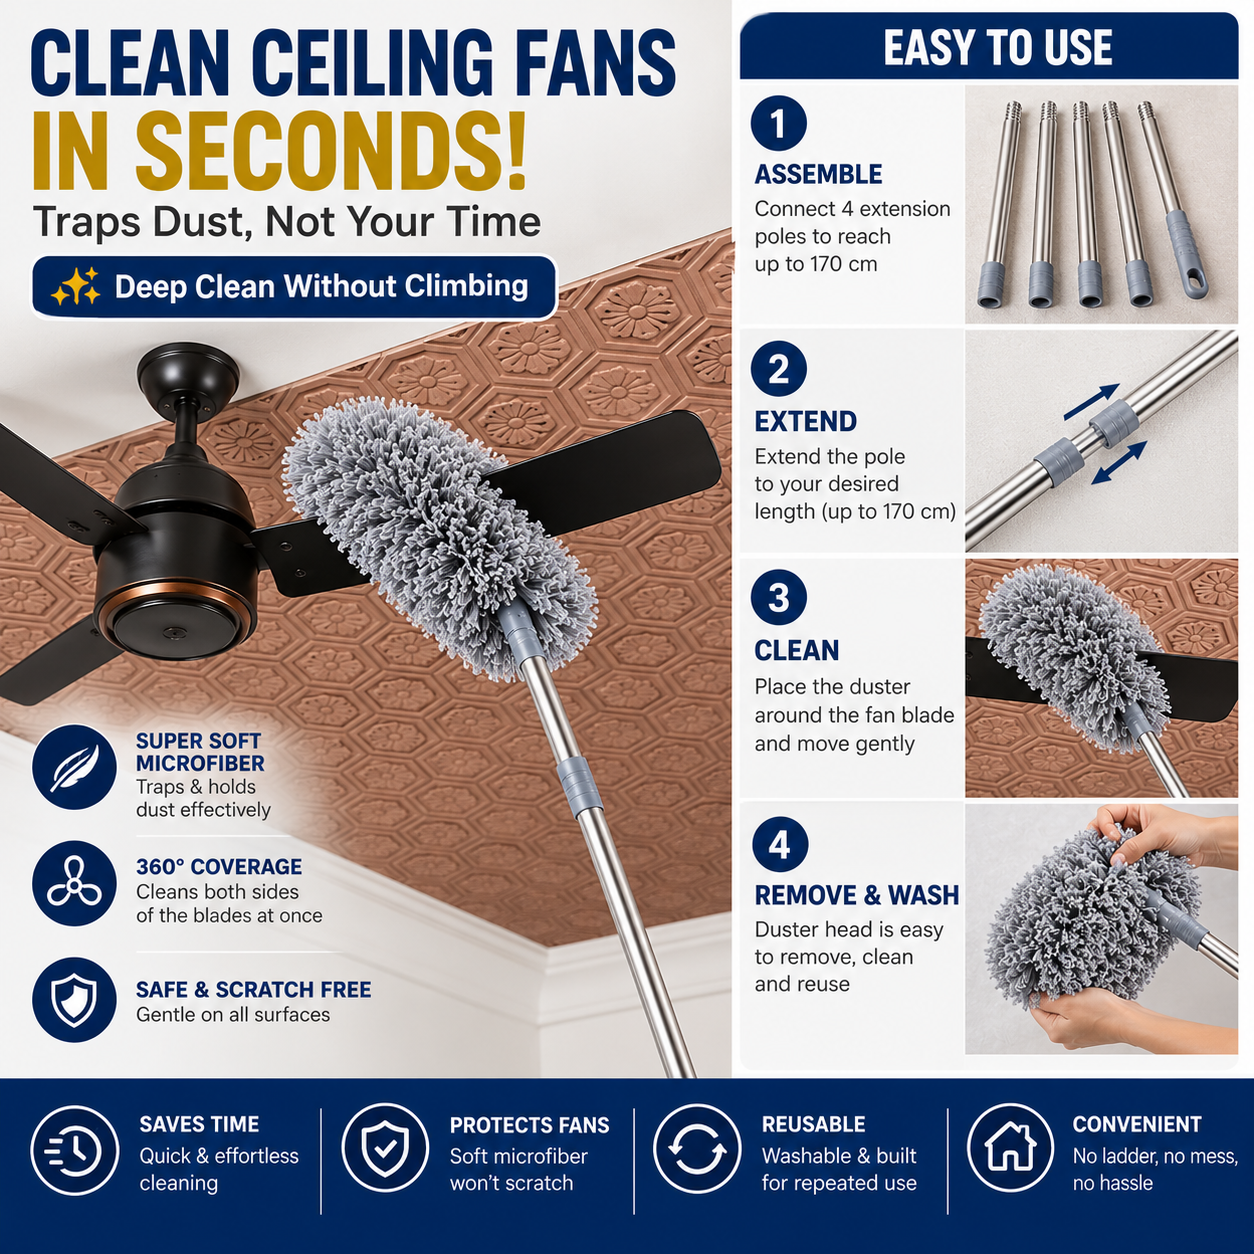 CLEAN CEILING FANS
IN SECONDS!
Traps Dust, Not Your Time
Deep Clean Without Climbing
SUPER SOFT
MICROFIBER
Traps & holds
dust effectively
360° COVERAGE
Cleans both sides
of the blades at once
SAFE & SCRATCH FREE
Gentle on all surfaces
EASY TO USE
1
ASSEMBLE
Connect 4 extension
poles to reach
up to 170 cm
2
EXTEND
Extend the pole
to your desired
length (up to 170 cm)
3
CLEAN
Place the duster
around the fan blade
and move gently
4
REMOVE & WASH
Duster head is easy
to remove, clean
and reuse
SAVES TIME
Quick & effortless
cleaning
PROTECTS FANS
Soft microfiber
won't scratch
REUSABLE
Washable & built
for repeated use
CONVENIENT
No ladder, no mess,
no hassle